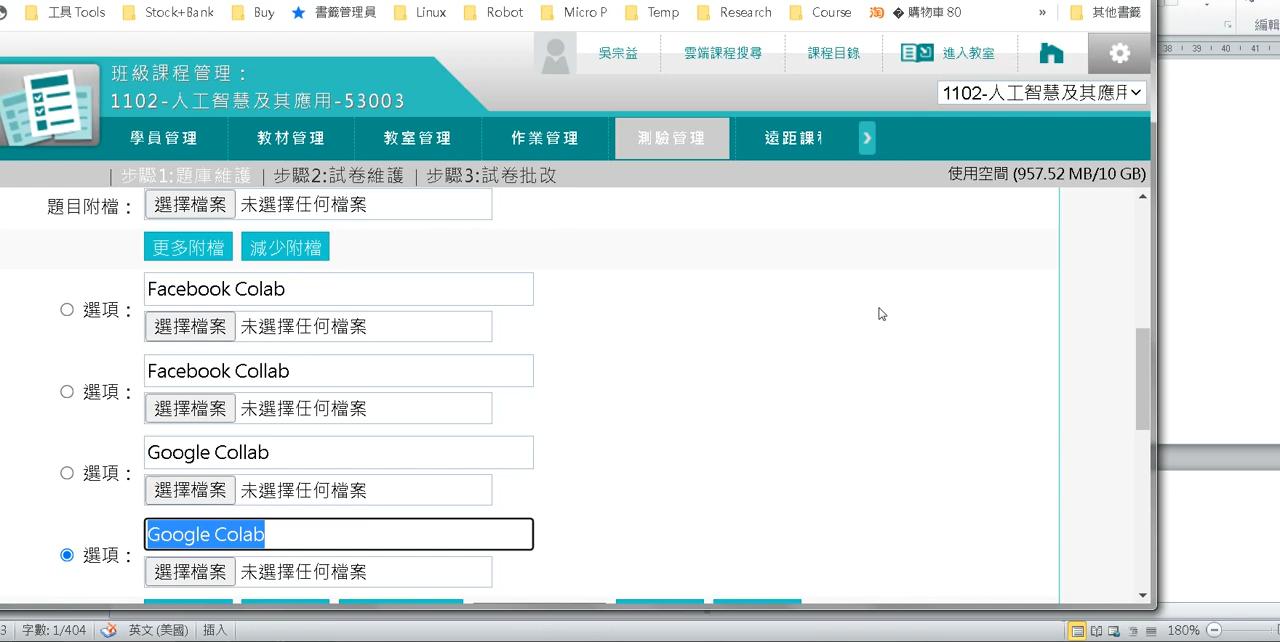 工具 Tools Stock+Bank Buy 書籤管理員 Linux Robot Micro P Temp Research Course 淘 � 購物車 80 » 其他書籤
編輯
吳宗益 雲端課程搜尋 課程目錄 進入教室
38 39 40 41
班級課程管理：
1102-人工智慧及其應用-53003
1102-人工智慧及其應用
學員管理 教材管理 教室管理 作業管理 測驗管理 遠距課
| 步驟1:題庫維護 | 步驟2:試卷維護 | 步驟3:試卷批改 使用空間 (957.52 MB/10 GB)
題目附檔： 選擇檔案 未選擇任何檔案
更多附檔 減少附檔
選項： Facebook Colab
選擇檔案 未選擇任何檔案
選項： Facebook Collab
選擇檔案 未選擇任何檔案
選項： Google Collab
選擇檔案 未選擇任何檔案
選項： Google Colab
選擇檔案 未選擇任何檔案
3 字數: 1/404 英文 (美國) 插入 180%